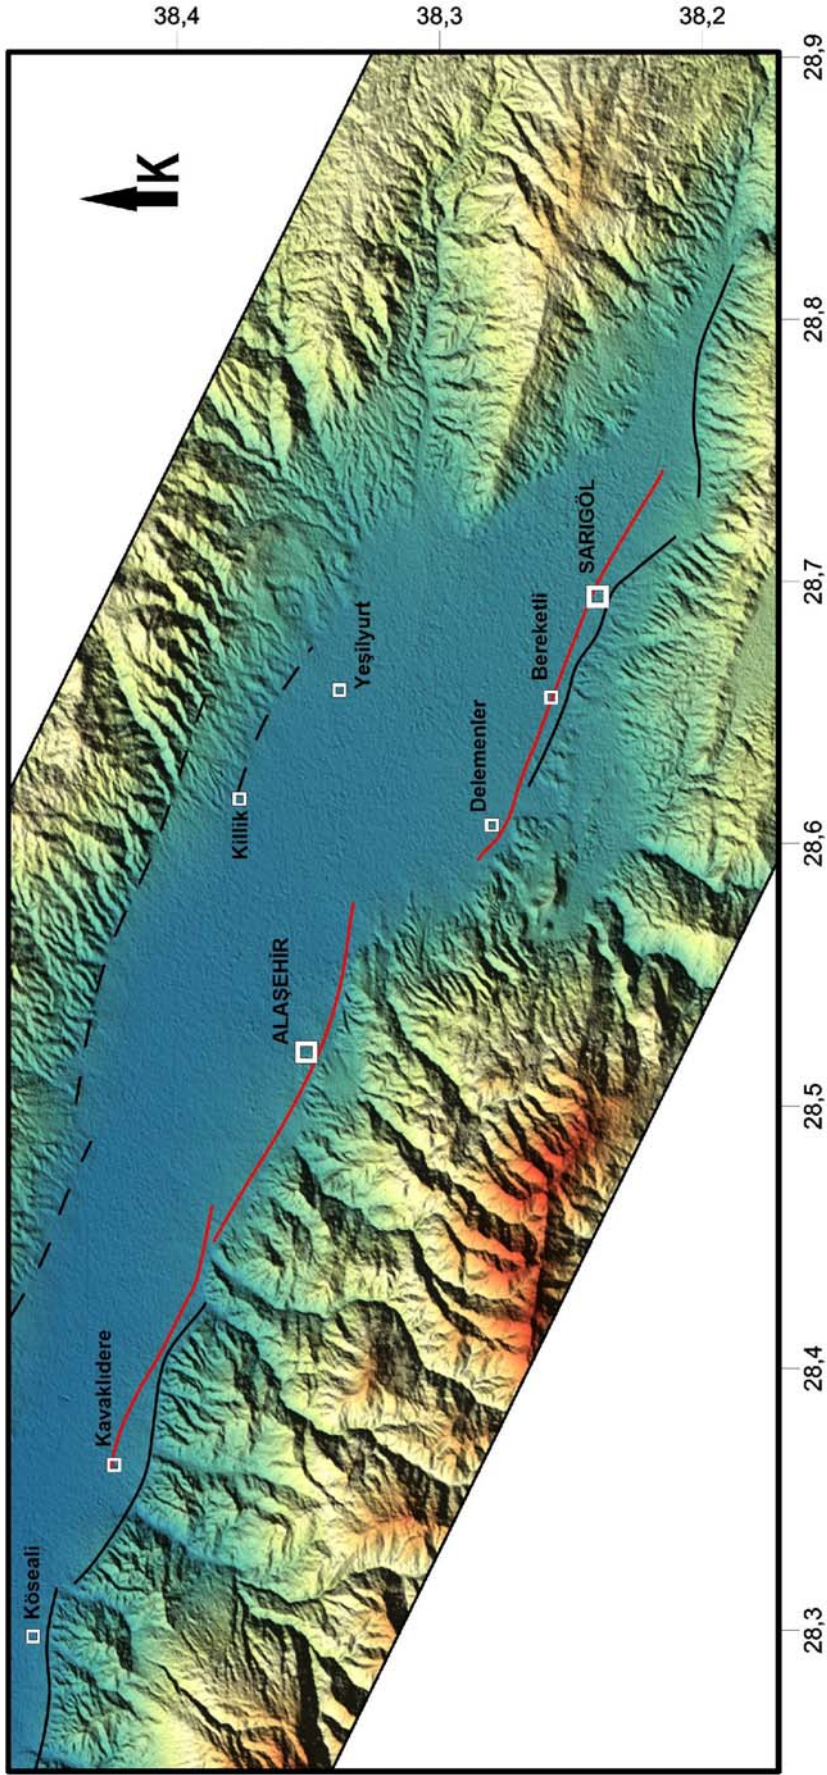 38,4
38,3
38,2
K
Köseali
Kavaklıdere
ALAŞEHİR
Killik
Yeşilyurt
Delemenler
Bereketli
SARIGÖL
28,3
28,4
28,5
28,6
28,7
28,8
28,9